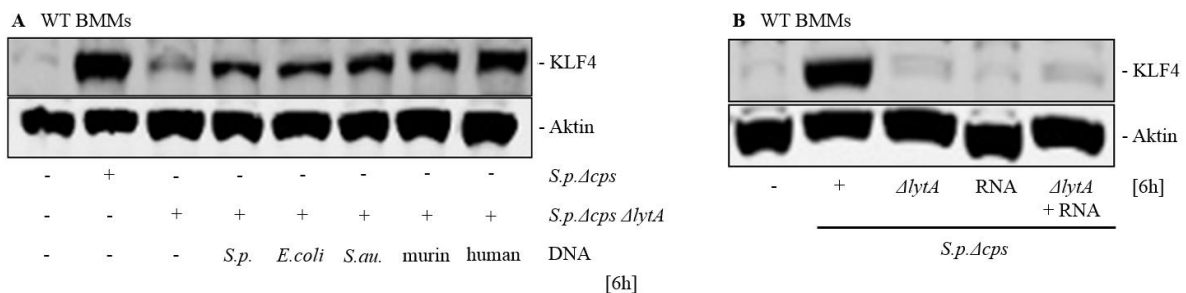 A WT BMMs
- KLF4
- Aktin
- + - - - - - - S.p.Δcps
- - + + + + + + S.p.Δcps ΔlytA
- - - S.p. E.coli S.au. murin human DNA
[6h]
B WT BMMs
- KLF4
- Aktin
- + ΔlytA RNA ΔlytA [6h]
+ RNA
S.p.Δcps